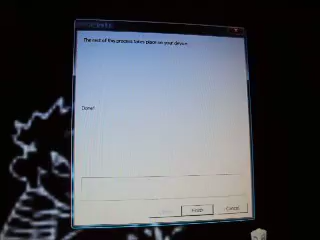 The rest of the process takes place on your device.
Done!
Finish
Cancel